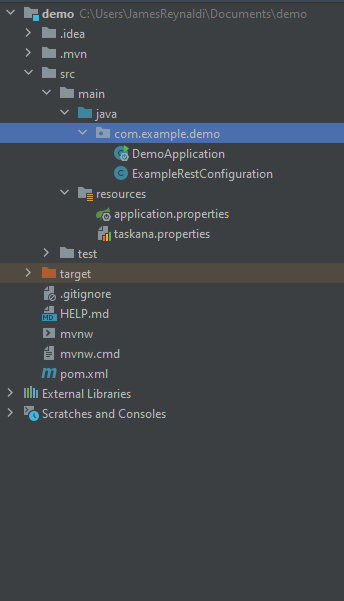 demo C:\Users\JamesReynaldi\Documents\demo
.idea
.mvn
src
main
java
com.example.demo
DemoApplication
ExampleRestConfiguration
resources
application.properties
taskana.properties
test
target
.gitignore
HELP.md
mvnw
mvnw.cmd
pom.xml
External Libraries
Scratches and Consoles